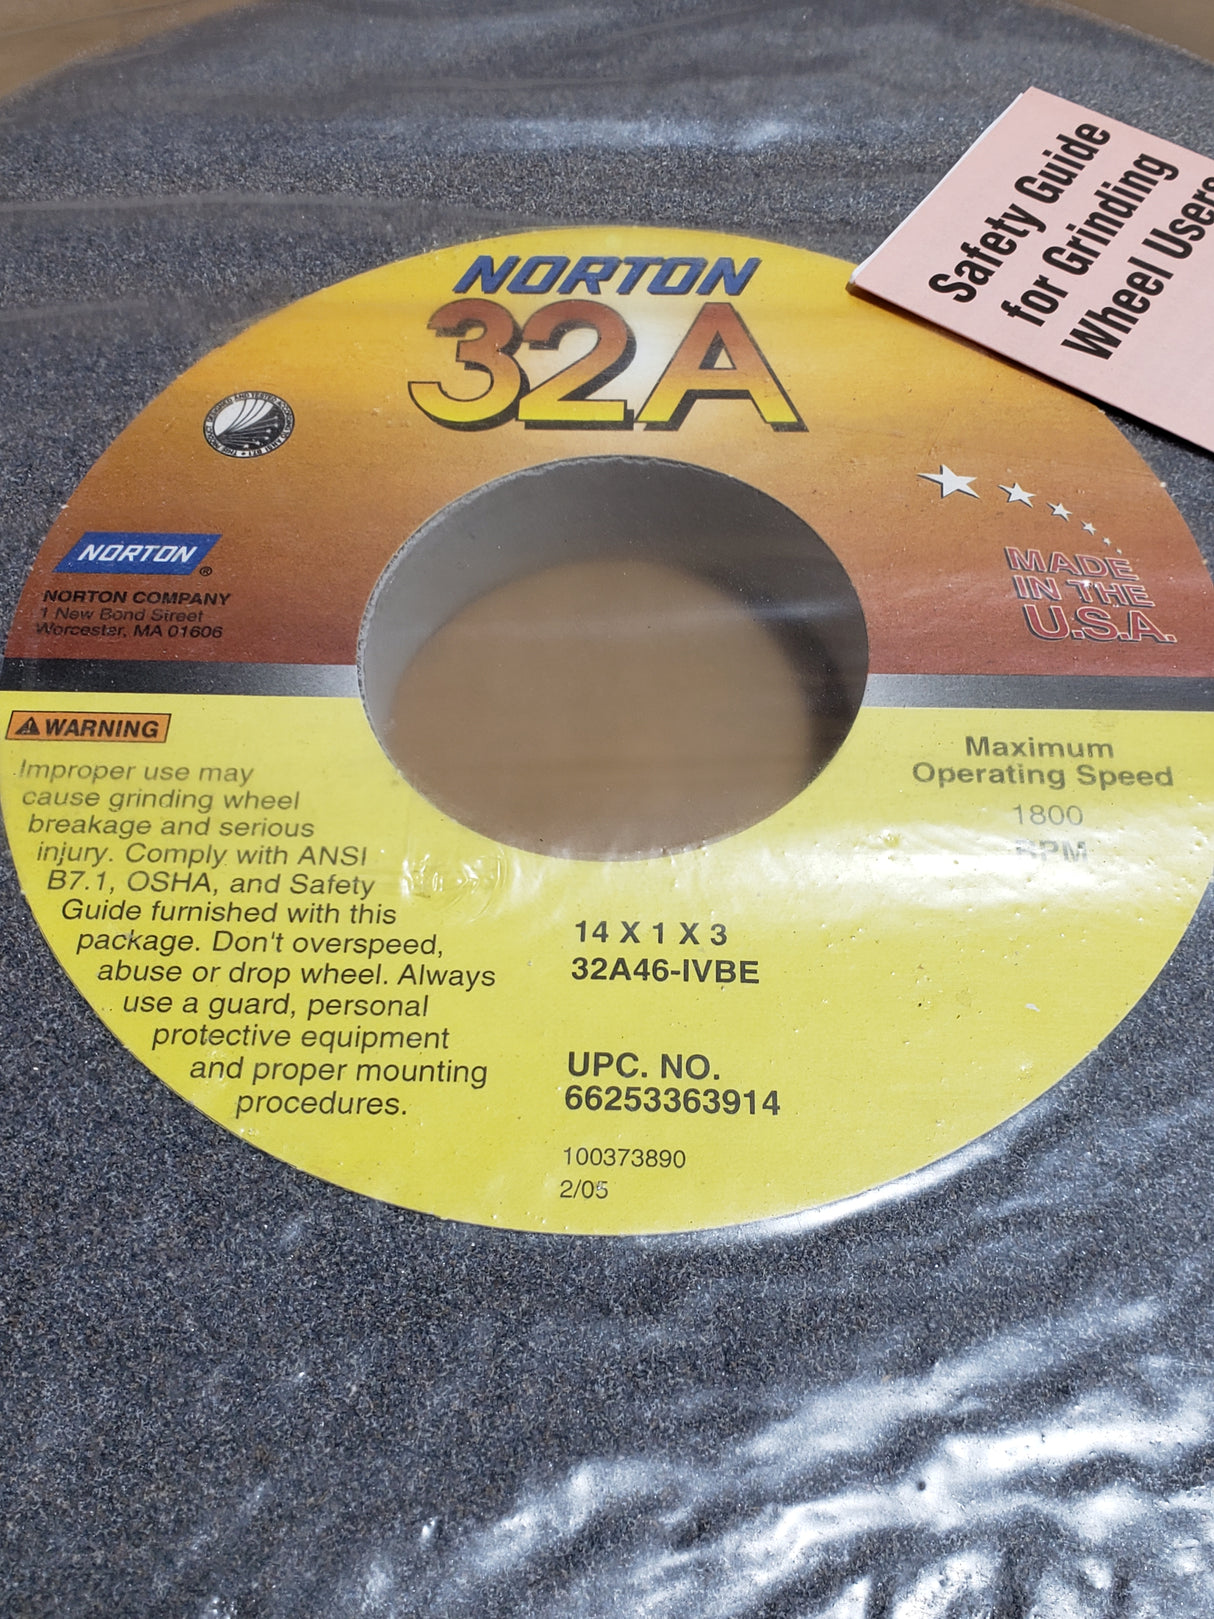 Safety Guide
for Grinding
Wheel Users
NORTON
32A
NORTON®
NORTON COMPANY
1 New Bond Street
Worcester, MA 01606
MADE
IN THE
U.S.A.
WARNING
Improper use may
cause grinding wheel
breakage and serious
injury. Comply with ANSI
B7.1, OSHA, and Safety
Guide furnished with this
package. Don't overspeed,
abuse or drop wheel. Always
use a guard, personal
protective equipment
and proper mounting
procedures.
Maximum
Operating Speed
1800
RPM
14 X 1 X 3
32A46-IVBE
UPC. NO.
66253363914
100373890
2/05